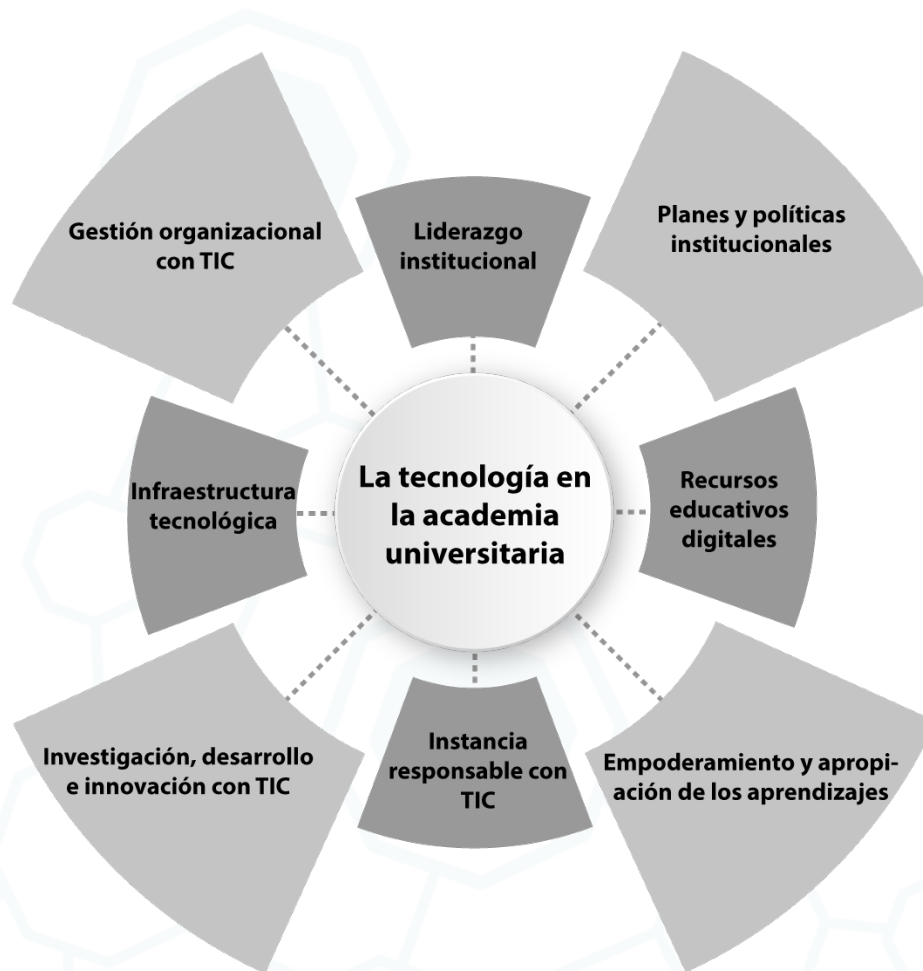 Gestión organizacional
con TIC
Liderazgo
institucional
Planes y políticas
institucionales
Infraestructura
tecnológica
La tecnología en
la academia
universitaria
Recursos
educativos
digitales
Investigación, desarrollo
e innovación con TIC
Instancia
responsable con
TIC
Empoderamiento y apropi-
ación de los aprendizajes